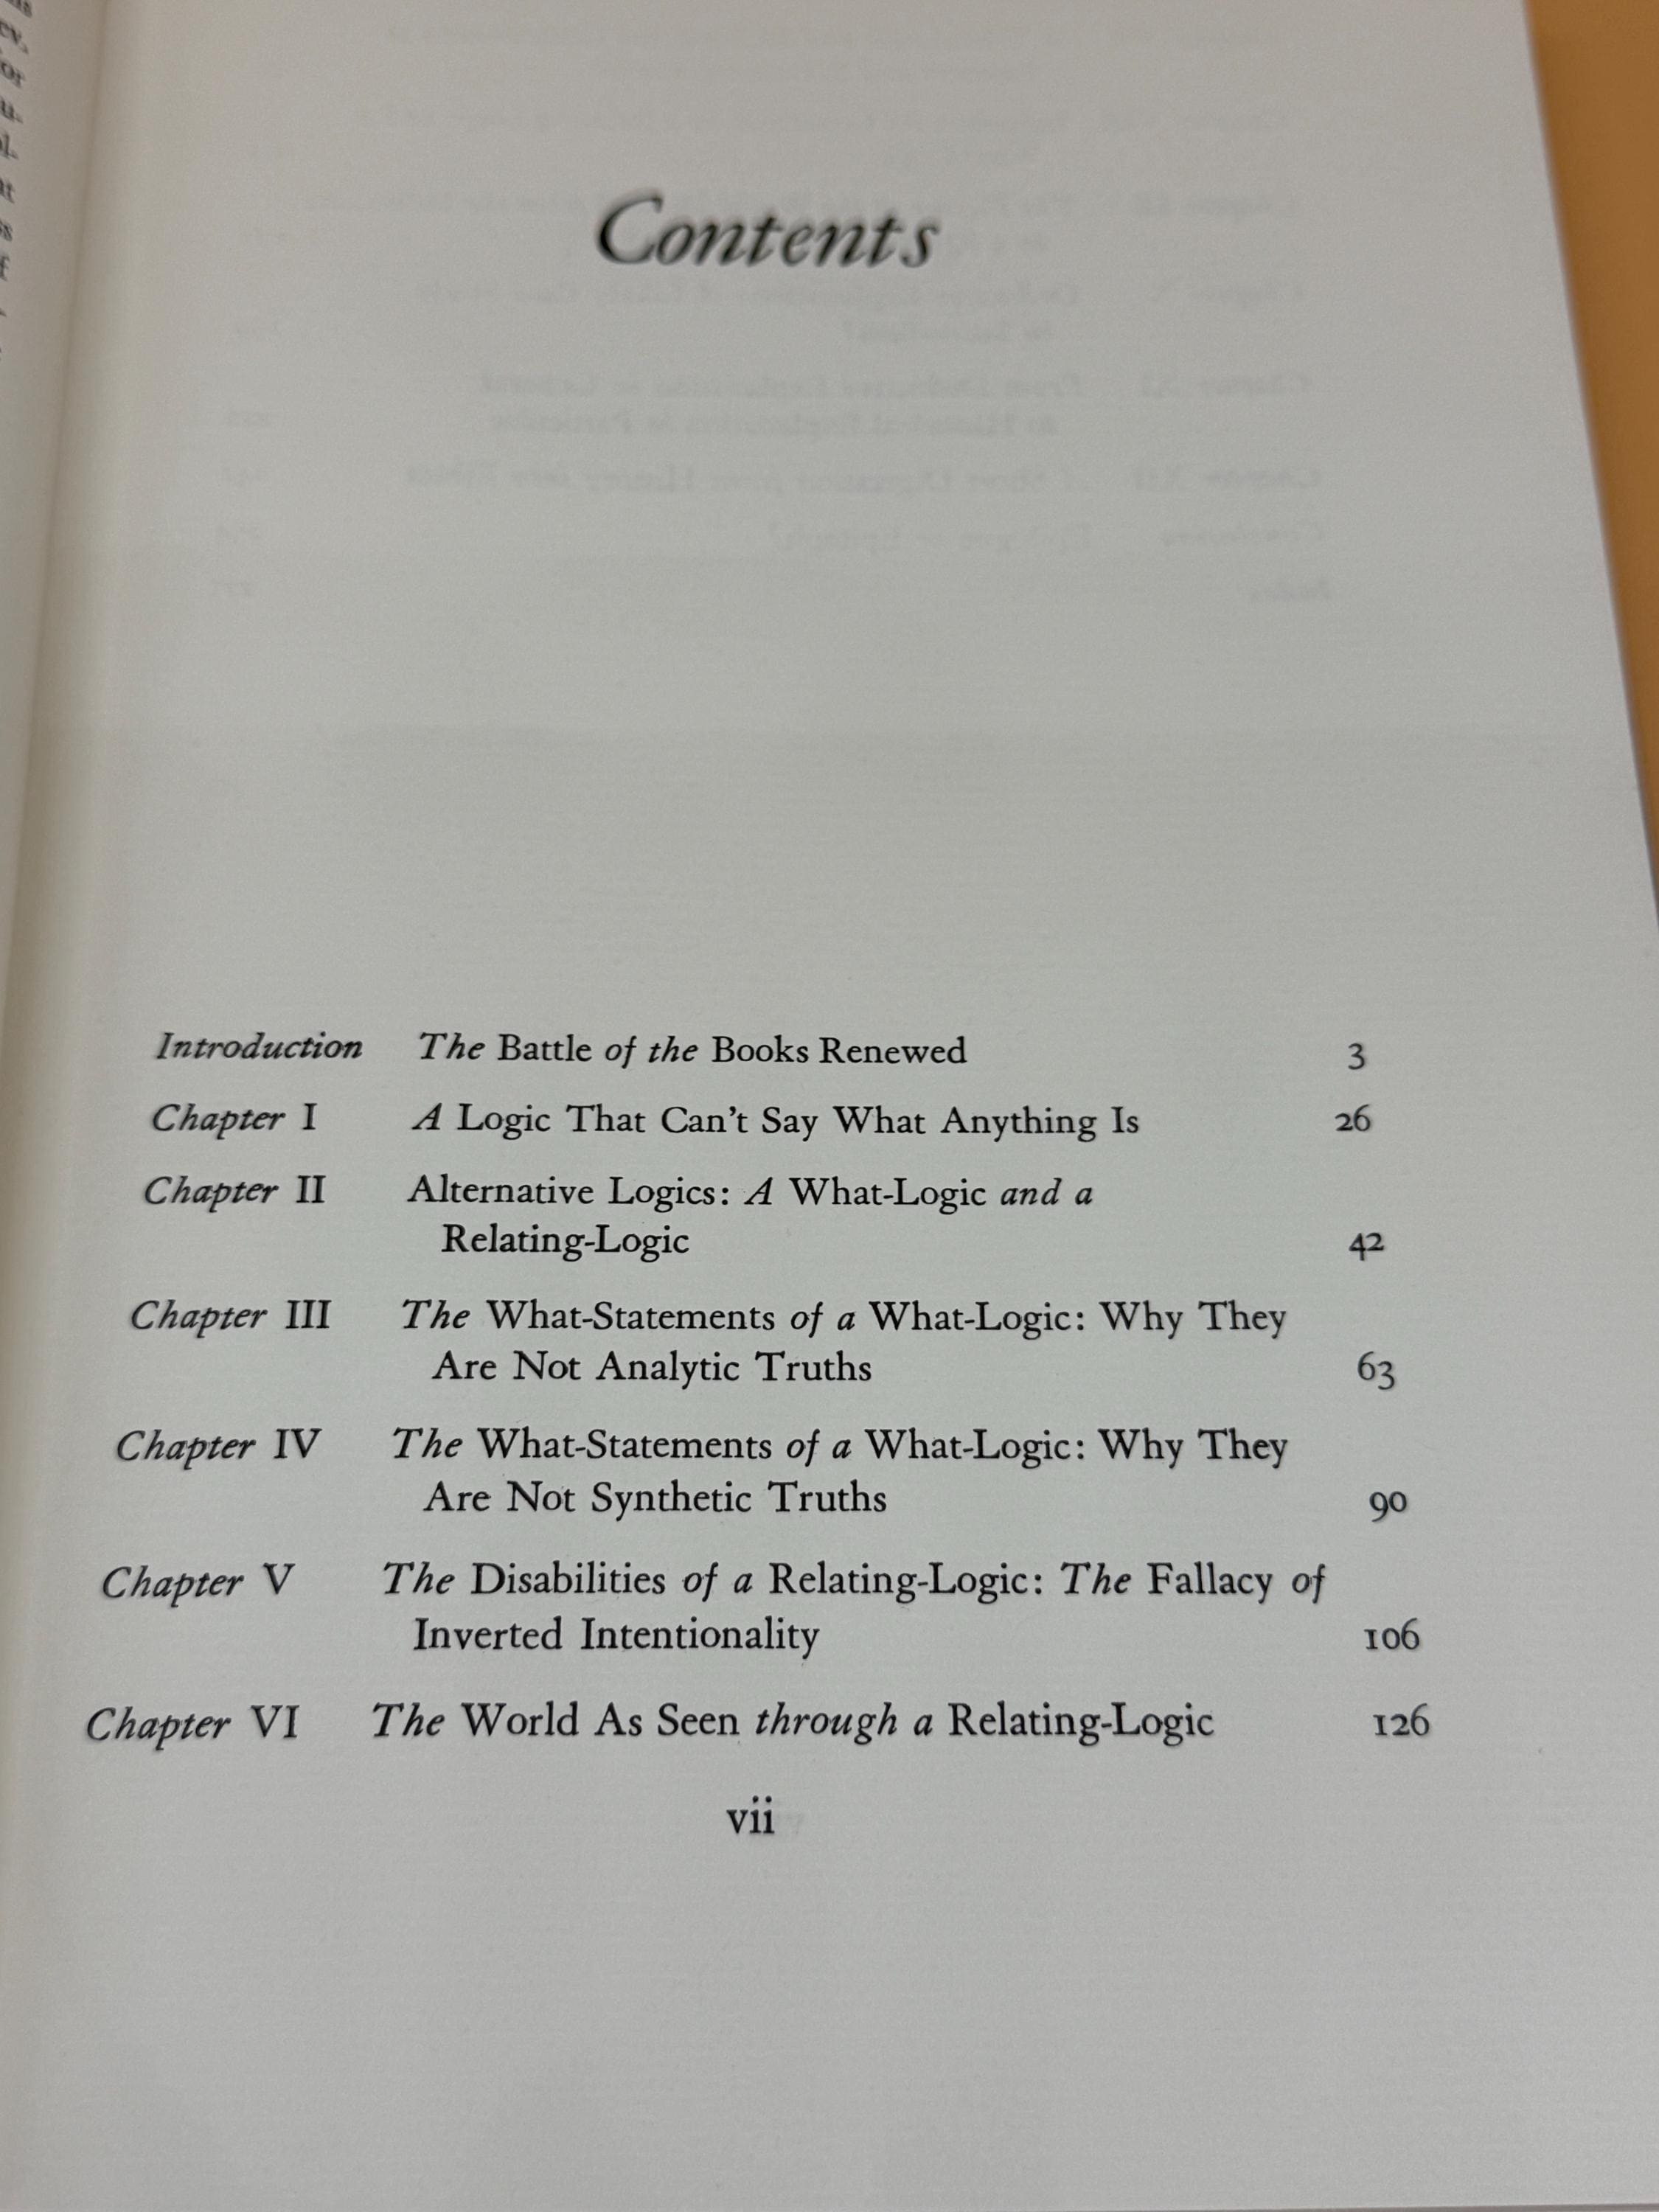 Contents
Introduction The Battle of the Books Renewed 3
Chapter I A Logic That Can't Say What Anything Is 26
Chapter II Alternative Logics: A What-Logic and a
Relating-Logic 42
Chapter III The What-Statements of a What-Logic: Why They
Are Not Analytic Truths 63
Chapter IV The What-Statements of a What-Logic: Why They
Are Not Synthetic Truths 90
Chapter V The Disabilities of a Relating-Logic: The Fallacy of
Inverted Intentionality 106
Chapter VI The World As Seen through a Relating-Logic 126
vii